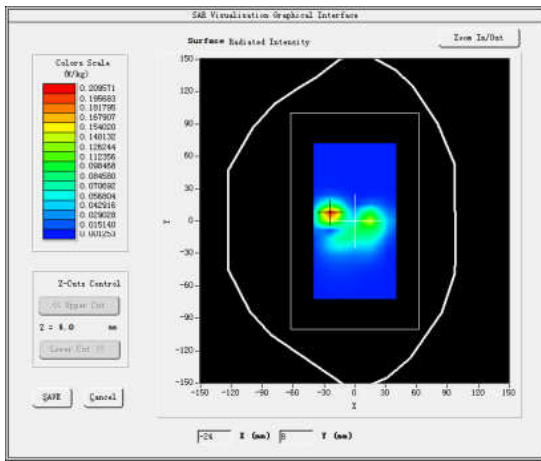 SAR Visualisation Graphical Interface
Surface Radiated Intensity
Zoom In/Out
Colors Scale
(W/kg)
0.209571
0.195683
0.181795
0.167907
0.154020
0.140132
0.126244
0.112356
0.098468
0.084580
0.070692
0.056804
0.042916
0.029028
0.015140
0.001253
Z-Cuts Control
<< Upper Cut
Z = 4.0 mm
Lower Cut >>
SAVE Cancel
150
120
90
60
30
0
-30
-60
-90
-120
-150
Y
-150 -120 -90 -60 -30 0 30 60 90 120 150
X
-24 X (mm) 8 Y (mm)